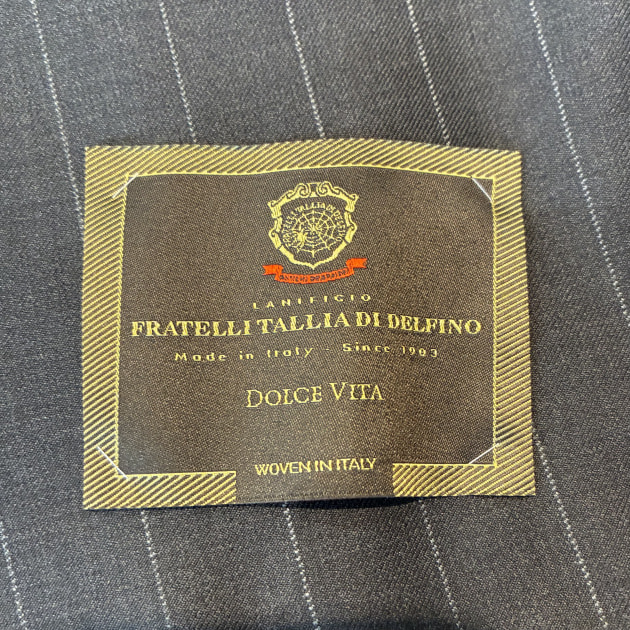 LANIFICIO
FRATELLI TALLIA DI DELFINO
Made in Italy - Since 1903
DOLCE VITA
WOVEN IN ITALY